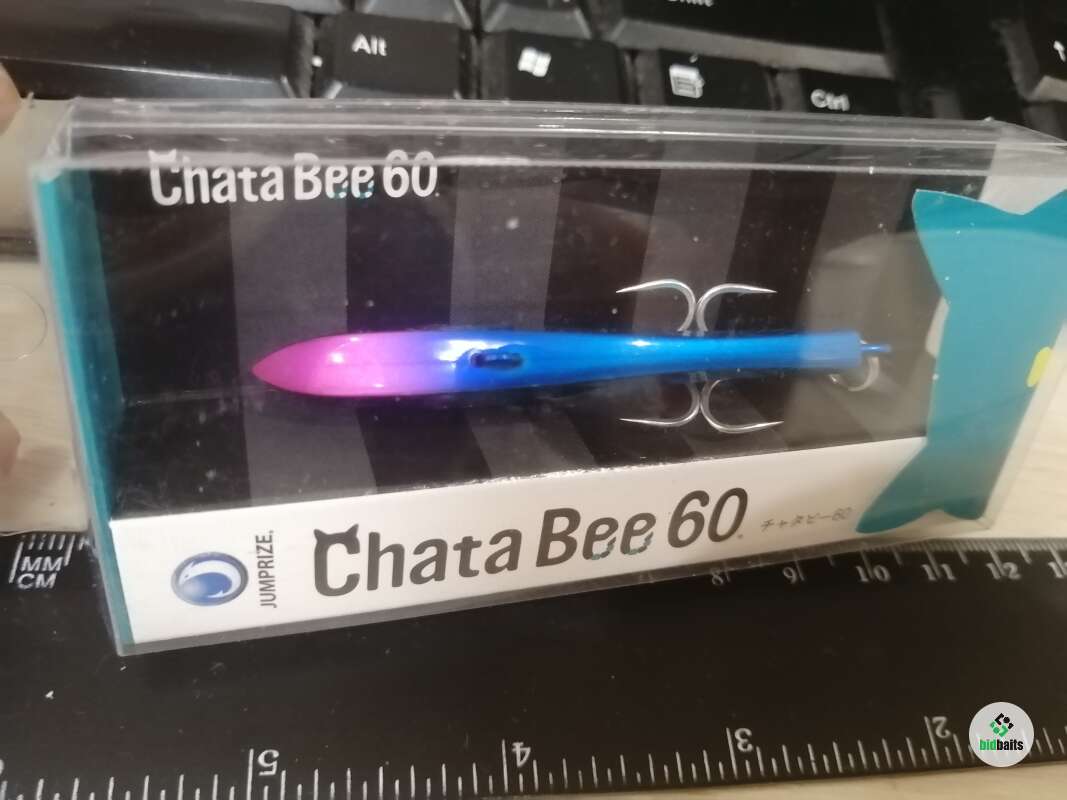 Alt
Ctrl
Chata Bee 60
JUMPRIZE.
Chata Bee 60
チャタビー60
MM
CM
8
9
10
11
12
5
4
3
2
bidbaits